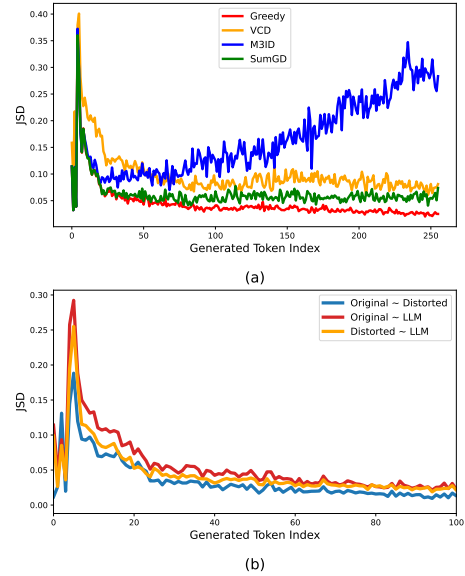 0.40
0.35
0.30
0.25
0.20
0.15
0.10
0.05
JSD
Greedy
VCD
M3ID
SumGD
0 50 100 150 200 250
Generated Token Index
(a)
0.30
0.25
0.20
0.15
0.10
0.05
0.00
JSD
Original ~ Distorted
Original ~ LLM
Distorted ~ LLM
0 20 40 60 80 100
Generated Token Index
(b)